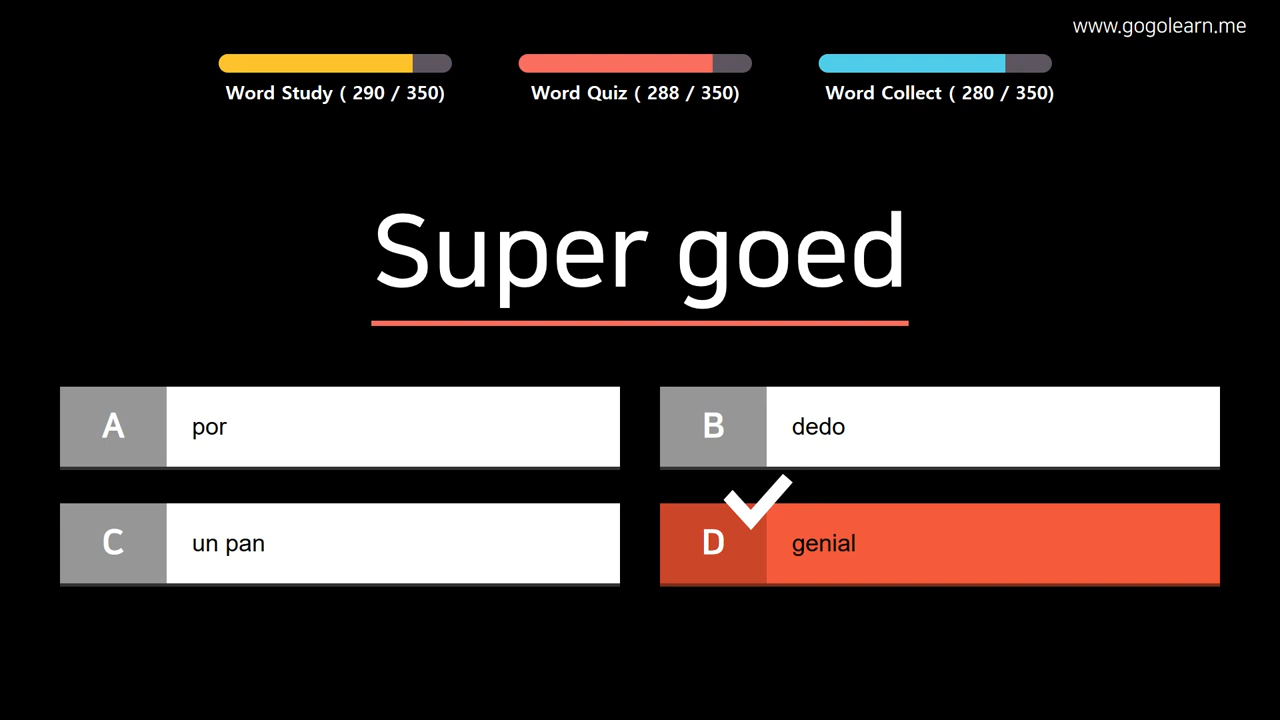 www.gogolearn.me
Word Study ( 290 / 350)
Word Quiz ( 288 / 350)
Word Collect ( 280 / 350)
Super goed
A por
B dedo
C un pan
D genial